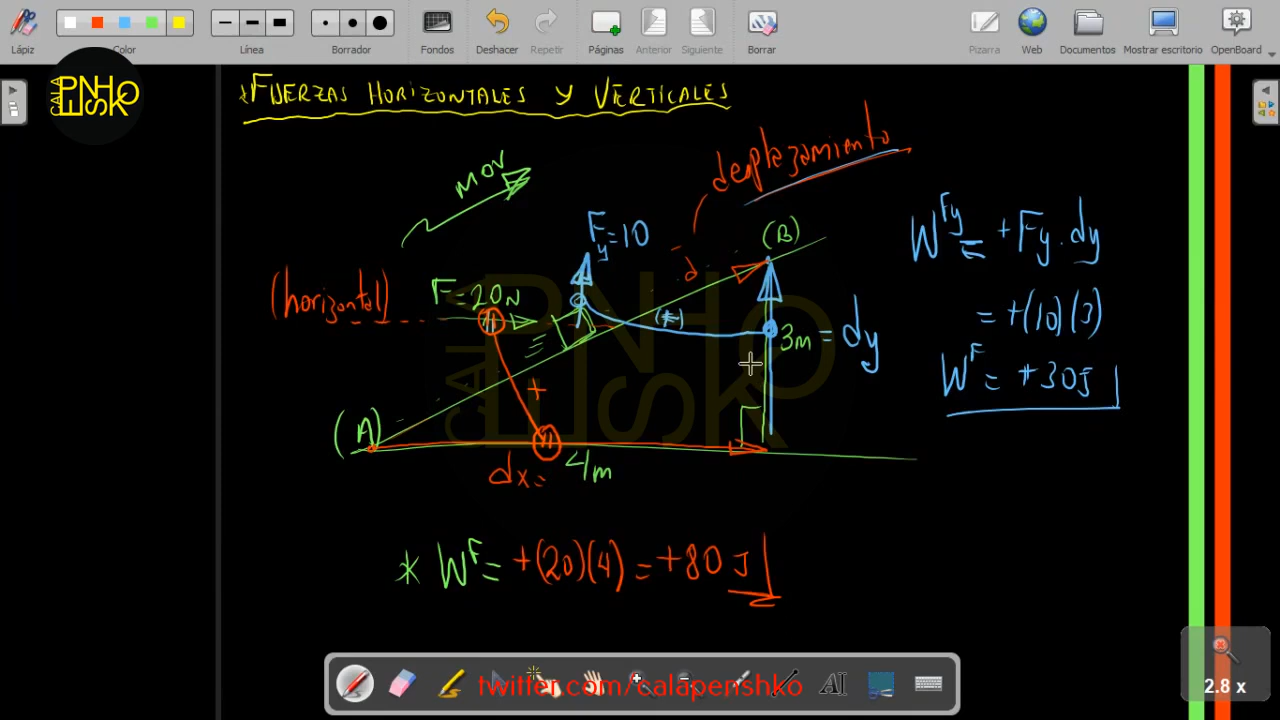 Lápiz Color Línea Borrador Fondos Deshacer Repetir Páginas Anterior Siguiente Borrar Pizarra Web Documentos Mostrar escritorio OpenBoard
CALA PENSHKO
*FUERZAS HORIZONTALES Y VERTICALES
desplazamiento
MOV
Fy=10
(B)
W^Fy = +Fy.dy
d
(horizontal)
F=20N
(+)
3m = dy
= +(10)(3)
+
W^F = +30J
(A)
dx= 4m
* W^F = +(20)(4) = +80 J
twitter.com/calapenshko
2.8 x